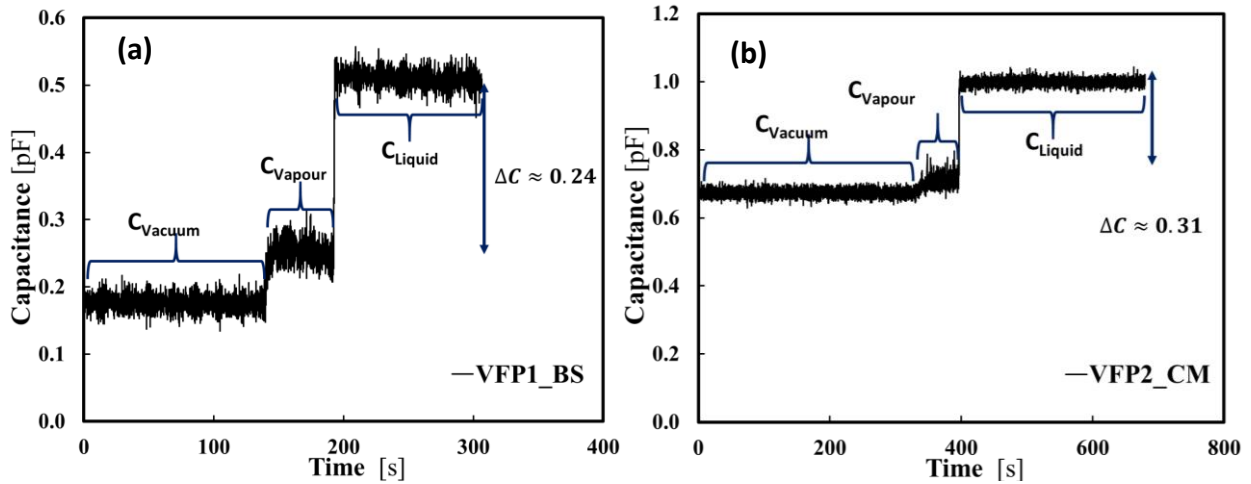 (a)
Capacitance [pF]
0.6
0.5
0.4
0.3
0.2
0.1
0.0
C_Vacuum
C_Vapour
C_Liquid
ΔC ≈ 0.24
—VFP1_BS
0 100 200 300 400
Time [s]
(b)
Capacitance [pF]
1.2
1.0
0.8
0.6
0.4
0.2
0.0
C_Vacuum
C_Vapour
C_Liquid
ΔC ≈ 0.31
—VFP2_CM
0 200 400 600 800
Time [s]